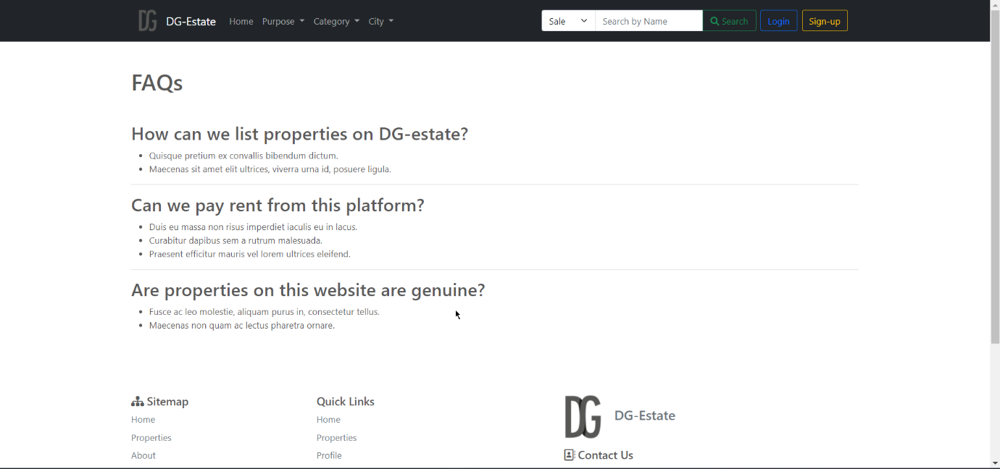 DG DG-Estate Home Purpose Category City Sale Search by Name Search Login Sign-up
FAQs
How can we list properties on DG-estate?
Quisque pretium ex convallis bibendum dictum.
Maecenas sit amet elit ultrices, viverra urna id, posuere ligula.
Can we pay rent from this platform?
Duis eu massa non risus imperdiet iaculis eu in lacus.
Curabitur dapibus sem a rutrum malesuada.
Praesent efficitur mauris vel lorem ultrices eleifend.
Are properties on this website are genuine?
Fusce ac leo molestie, aliquam purus in, consectetur tellus.
Maecenas non quam ac lectus pharetra ornare.
Sitemap
Home
Properties
About
Quick Links
Home
Properties
Profile
DG DG-Estate
Contact Us